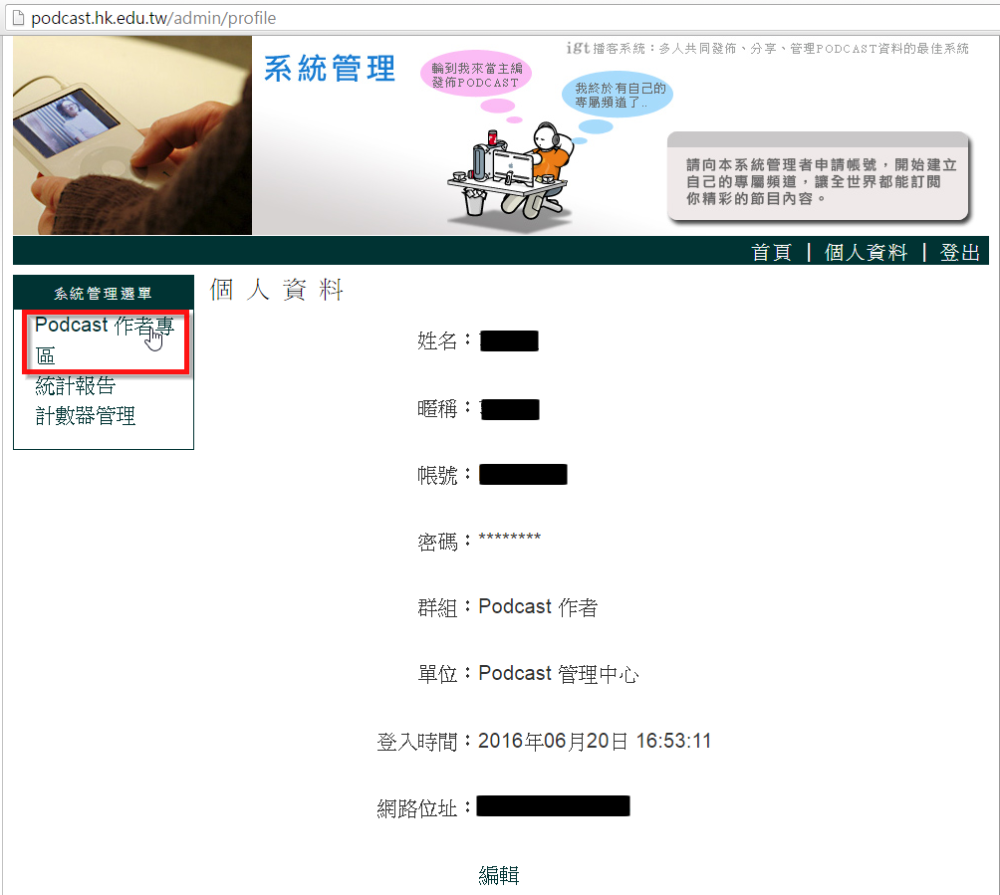 podcast.hk.edu.tw/admin/profile
igt 播客系統：多人共同發佈、分享、管理PODCAST資料的最佳系統
系統管理
輪到我來當主編
發佈PODCAST
我終於有自己的
專屬頻道了..
請向本系統管理者申請帳號，開始建立
自己的專屬頻道，讓全世界都能訂閱
你精彩的節目內容。
首頁 | 個人資料 | 登出
系統管理選單
Podcast 作者專
區
統計報告
計數器管理
個人資料
姓名：
暱稱：
帳號：
密碼：********
群組：Podcast 作者
單位：Podcast 管理中心
登入時間：2016年06月20日 16:53:11
網路位址：
編輯